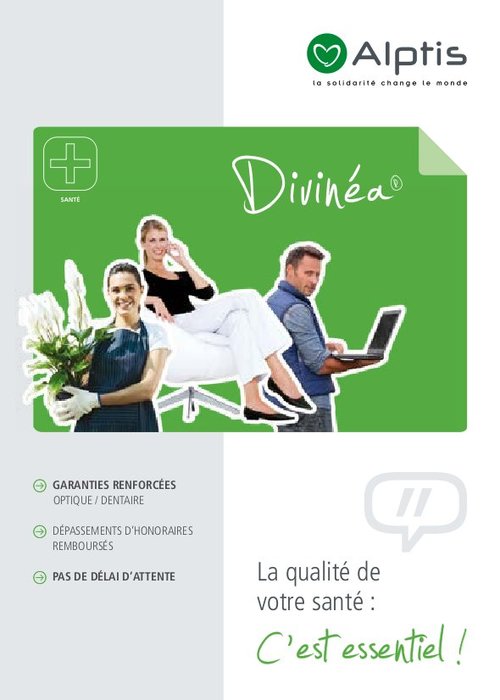 Alptis
la solidarité change le monde
SANTÉ
Divinéa
GARANTIES RENFORCÉES
OPTIQUE / DENTAIRE
DÉPASSEMENTS D'HONORAIRES
REMBOURSÉS
PAS DE DÉLAI D'ATTENTE
La qualité de
votre santé :
C'est essentiel !